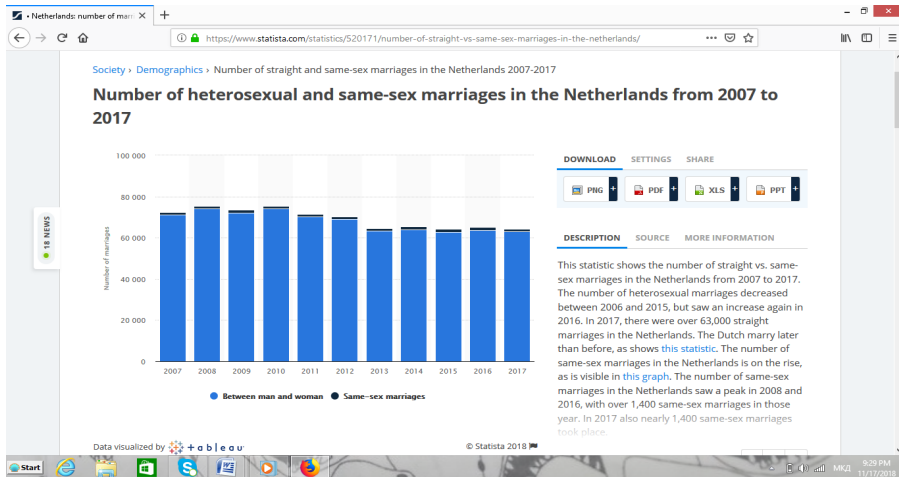 • Netherlands: number of marri
https://www.statista.com/statistics/520171/number-of-straight-vs-same-sex-marriages-in-the-netherlands/
Society › Demographics › Number of straight and same-sex marriages in the Netherlands 2007-2017
Number of heterosexual and same-sex marriages in the Netherlands from 2007 to
2017
100 000
80 000
60 000
40 000
20 000
0
Number of marriages
2007 2008 2009 2010 2011 2012 2013 2014 2015 2016 2017
Between man and woman Same-sex marriages
Data visualized by + a b l e a u
© Statista 2018
18 NEWS
DOWNLOAD SETTINGS SHARE
PNG + PDF + XLS + PPT +
DESCRIPTION SOURCE MORE INFORMATION
This statistic shows the number of straight vs. same-
sex marriages in the Netherlands from 2007 to 2017.
The number of heterosexual marriages decreased
between 2006 and 2015, but saw an increase again in
2016. In 2017, there were over 63,000 straight
marriages in the Netherlands. The Dutch marry later
than before, as shows this statistic. The number of
same-sex marriages in the Netherlands is on the rise,
as is visible in this graph. The number of same-sex
marriages in the Netherlands saw a peak in 2008 and
2016, with over 1,400 same-sex marriages in those
year. In 2017 also nearly 1,400 same-sex marriages
took place.
Start
МКД
9:29 PM
11/17/2018